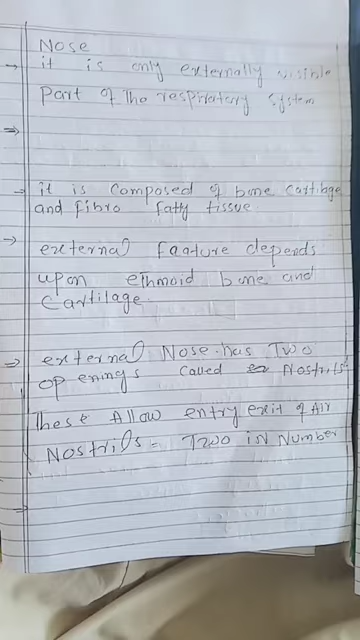 Nose
→ it is only externally visible
part of The respiratory system
⇒
→ it is composed of bone cartilage
and fibro fatty tissue.
→ external faature depends
upon ethmoid bone and
Cartilage.
⇒ external Nose has Two
openings called Nostrils
These Allow entry exit of Air
Nostrils = Two in Number
→